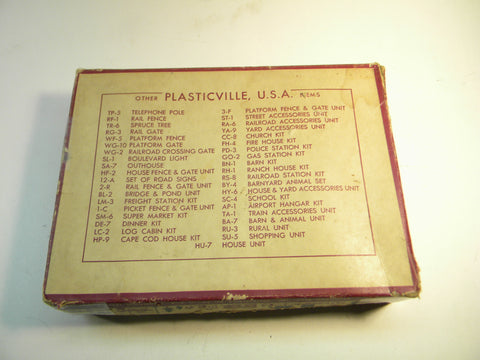 OTHER PLASTICVILLE, U.S.A. ITEMS
TP-5 TELEPHONE POLE
RF-1 RAIL FENCE
TR-6 SPRUCE TREE
RG-3 RAIL GATE
WF-5 PLATFORM FENCE
WG-10 PLATFORM GATE
WG-2 RAILROAD CROSSING GATE
SL-1 BOULEVARD LIGHT
SA-7 OUTHOUSE
HF-2 HOUSE FENCE & GATE UNIT
12-A SET OF ROAD SIGNS
2-R RAIL FENCE & GATE UNIT
BL-2 BRIDGE & POND UNIT
LM-3 FREIGHT STATION KIT
1-C PICKET FENCE & GATE UNIT
SM-6 SUPER MARKET KIT
DE-7 DINNER KIT
LC-2 LOG CABIN KIT
HP-9 CAPE COD HOUSE KIT
3-F PLATFORM FENCE & GATE UNIT
ST-1 STREET ACCESSORIES UNIT
RA-6 RAILROAD ACCESSORIES UNIT
YA-9 YARD ACCESSORIES UNIT
CC-8 CHURCH KIT
FH-4 FIRE HOUSE KIT
PD-3 POLICE STATION KIT
GO-2 GAS STATION KIT
BN-1 BARN KIT
RH-1 RANCH HOUSE KIT
RS-8 RAILROAD STATION KIT
BY-4 BARNYARD ANIMAL SET
HY-6 HOUSE & YARD ACCESSORIES UNIT
SC-4 SCHOOL KIT
AP-1 AIRPORT HANGAR KIT
TA-1 TRAIN ACCESSORIES UNIT
BA-7 BARN & ANIMAL UNIT
RU-3 RURAL UNIT
SU-5 SHOPPING UNIT
HU-7 HOUSE UNIT